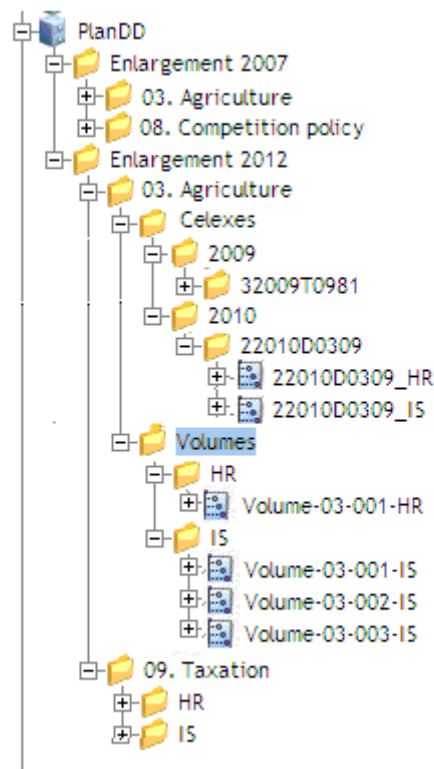 PlanDD
Enlargement 2007
03. Agriculture
08. Competition policy
Enlargement 2012
03. Agriculture
Celexes
2009
32009T0981
2010
22010D0309
22010D0309_HR
22010D0309_IS
Volumes
HR
Volume-03-001-HR
IS
Volume-03-001-IS
Volume-03-002-IS
Volume-03-003-IS
09. Taxation
HR
IS